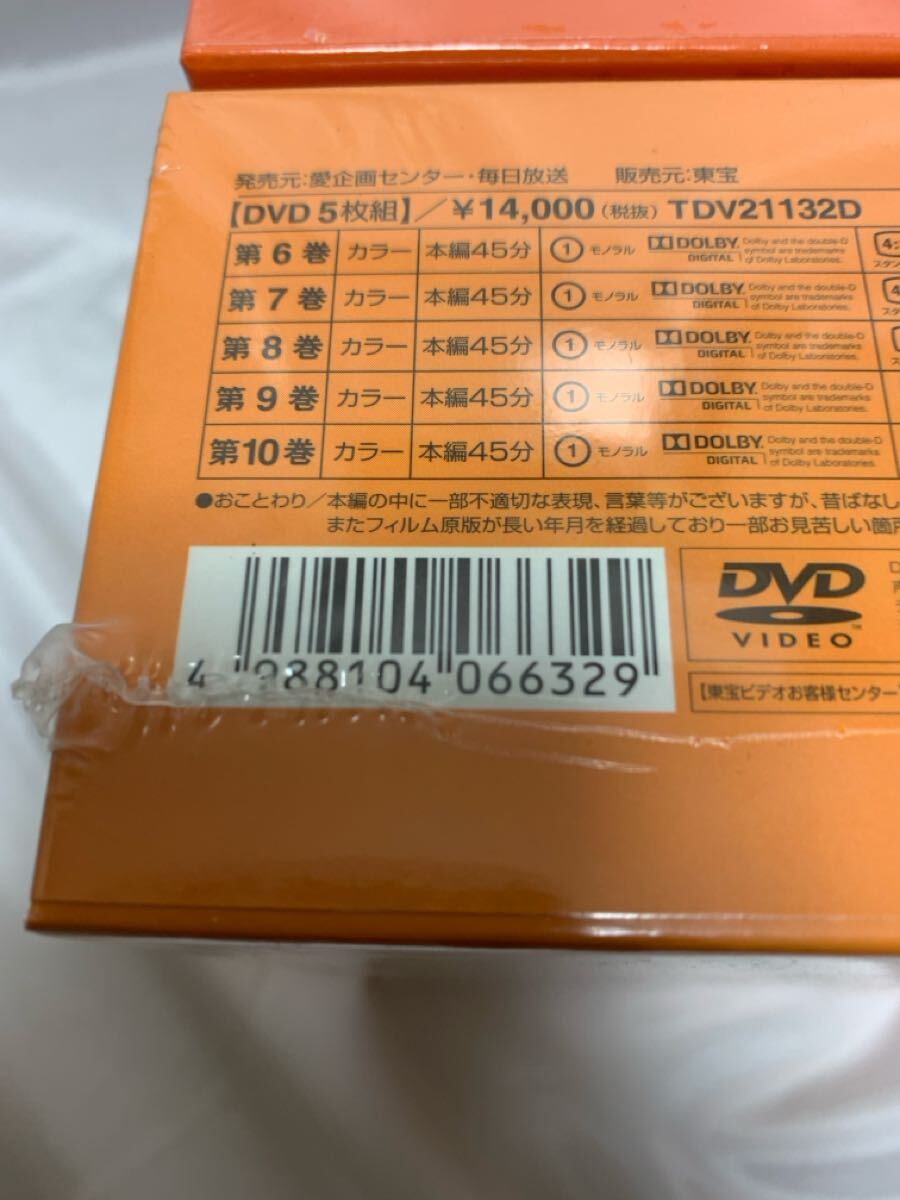 発売元:愛企画センター・毎日放送 販売元:東宝
【DVD 5枚組】/¥14,000(税抜) TDV21132D
第6巻 カラー 本編45分 ① モノラル DOLBY DIGITAL Dolby and the double-D symbol are trademarks of Dolby Laboratories. 4:
スタン
第7巻 カラー 本編45分 ① モノラル DOLBY DIGITAL Dolby and the double-D symbol are trademarks of Dolby Laboratories. 4
スタ
第8巻 カラー 本編45分 ① モノラル DOLBY DIGITAL Dolby and the double-D symbol are trademarks of Dolby Laboratories.
第9巻 カラー 本編45分 ① モノラル DOLBY DIGITAL Dolby and the double-D symbol are trademarks of Dolby Laboratories.
第10巻 カラー 本編45分 ① モノラル DOLBY DIGITAL Dolby and the double-D symbol are trademarks of Dolby Laboratories.
●おことわり/本編の中に一部不適切な表現、言葉等がございますが、昔ばなし
またフィルム原版が長い年月を経過しており一部お見苦しい箇所
4 988104 066329
DVD VIDEO
【東宝ビデオお客様センター